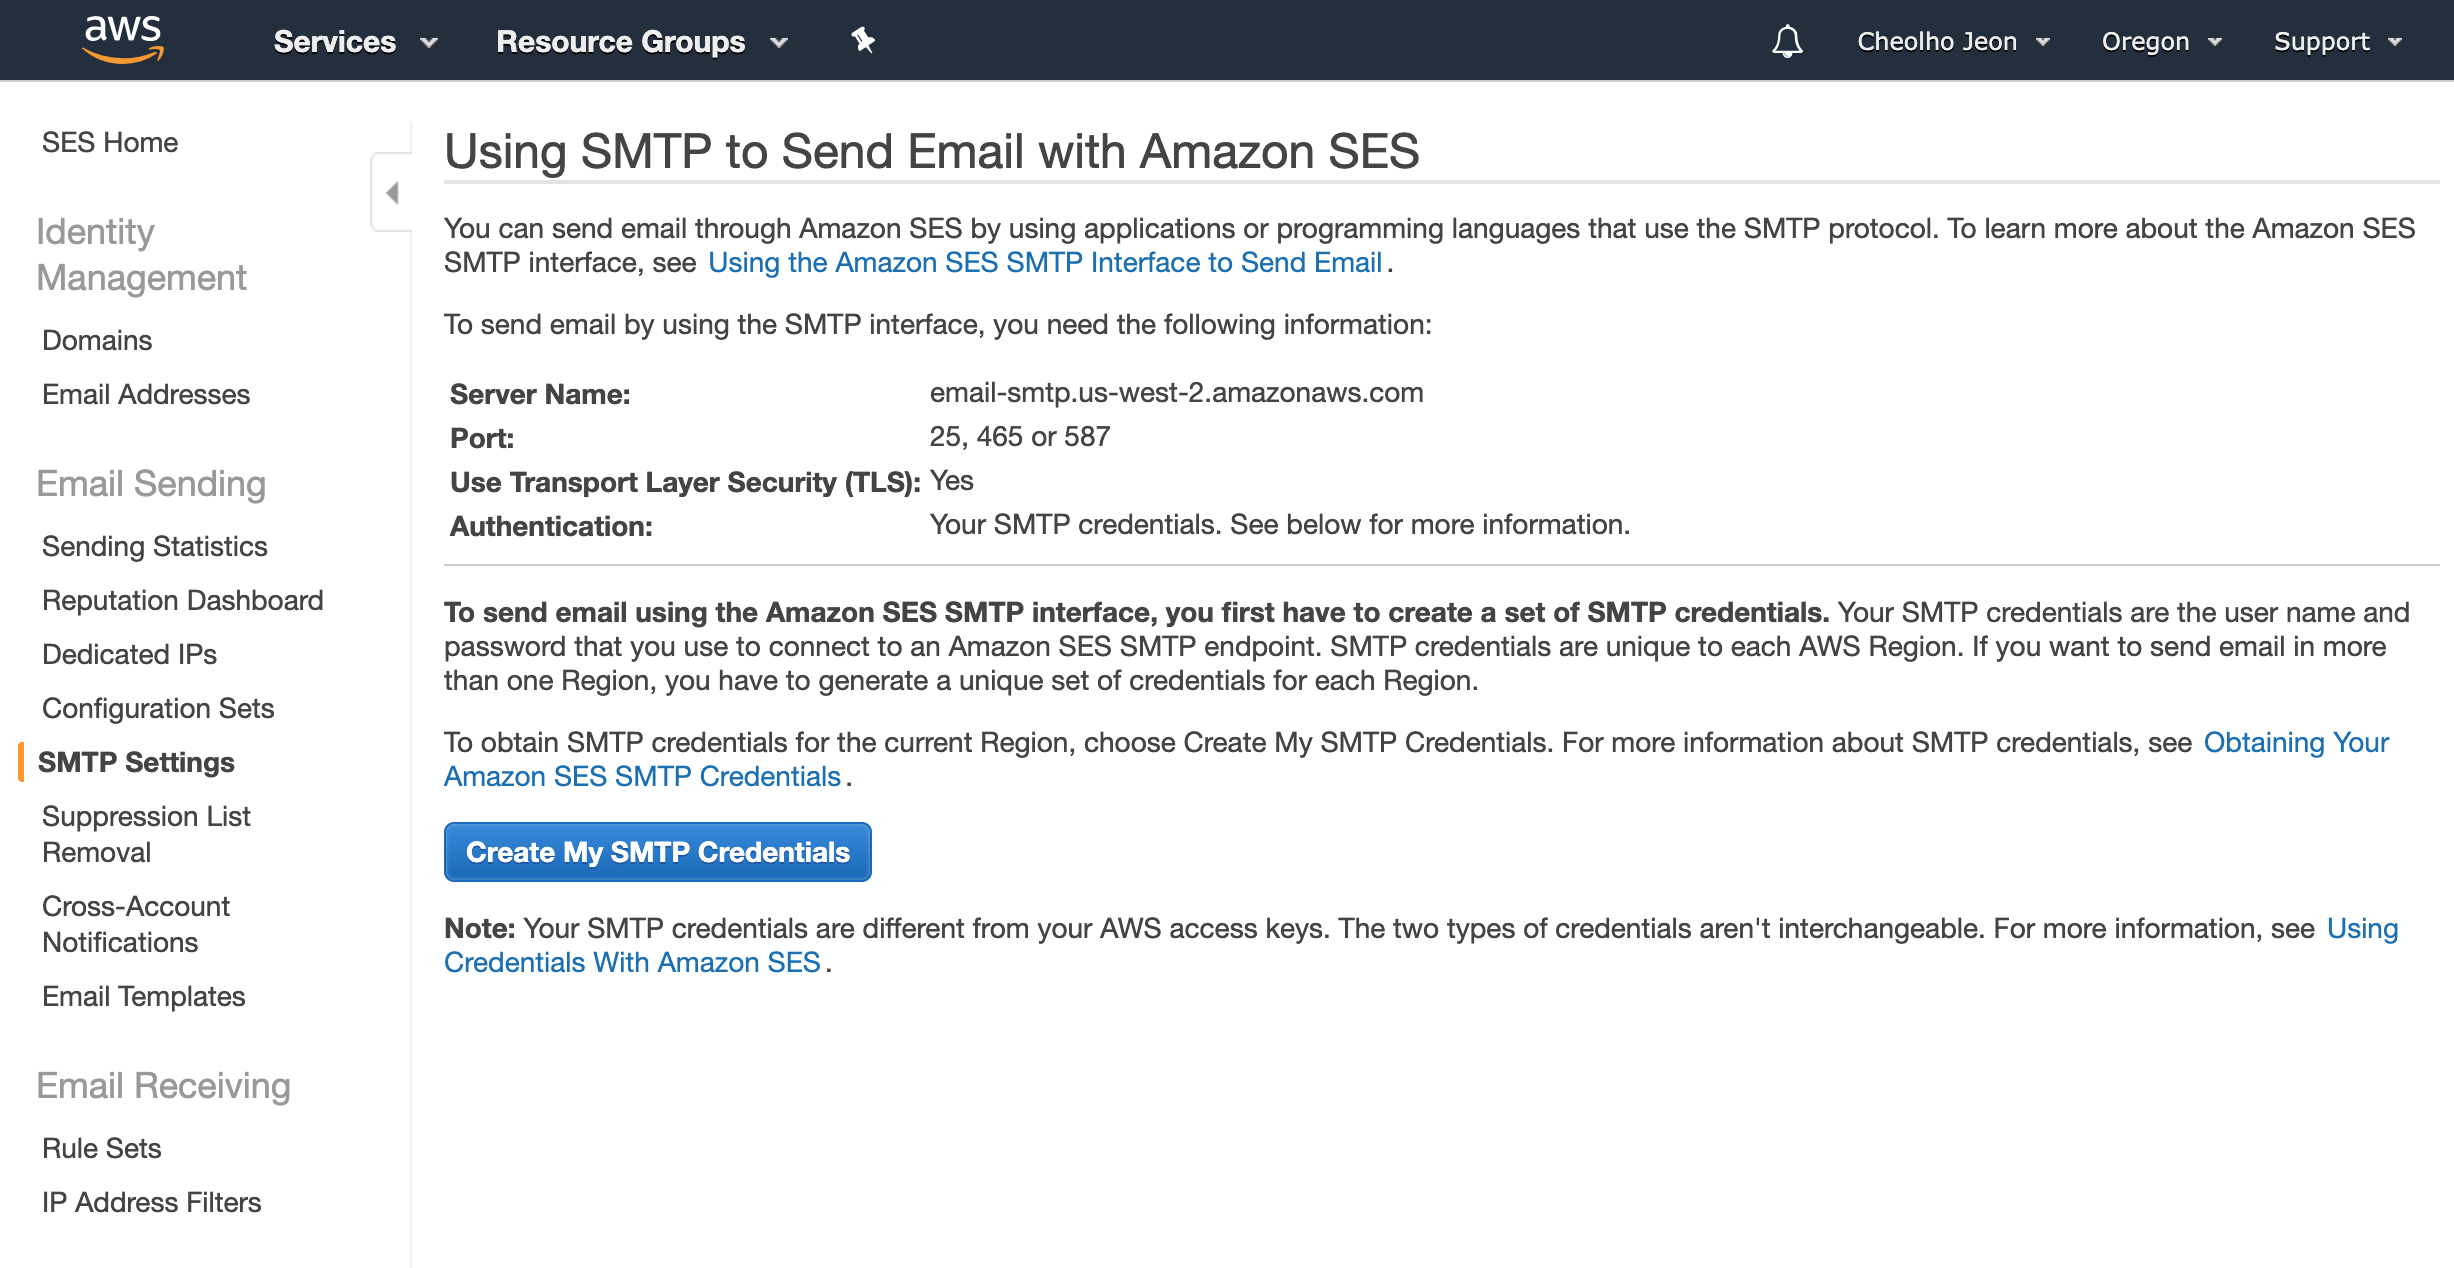 aws
Services
Resource Groups
Cheolho Jeon
Oregon
Support
SES Home
Identity
Management
Domains
Email Addresses
Email Sending
Sending Statistics
Reputation Dashboard
Dedicated IPs
Configuration Sets
SMTP Settings
Suppression List
Removal
Cross-Account
Notifications
Email Templates
Email Receiving
Rule Sets
IP Address Filters
Using SMTP to Send Email with Amazon SES
You can send email through Amazon SES by using applications or programming languages that use the SMTP protocol. To learn more about the Amazon SES
SMTP interface, see Using the Amazon SES SMTP Interface to Send Email.
To send email by using the SMTP interface, you need the following information:
Server Name: email-smtp.us-west-2.amazonaws.com
Port: 25, 465 or 587
Use Transport Layer Security (TLS): Yes
Authentication: Your SMTP credentials. See below for more information.
To send email using the Amazon SES SMTP interface, you first have to create a set of SMTP credentials. Your SMTP credentials are the user name and
password that you use to connect to an Amazon SES SMTP endpoint. SMTP credentials are unique to each AWS Region. If you want to send email in more
than one Region, you have to generate a unique set of credentials for each Region.
To obtain SMTP credentials for the current Region, choose Create My SMTP Credentials. For more information about SMTP credentials, see Obtaining Your
Amazon SES SMTP Credentials.
Create My SMTP Credentials
Note: Your SMTP credentials are different from your AWS access keys. The two types of credentials aren't interchangeable. For more information, see Using
Credentials With Amazon SES.